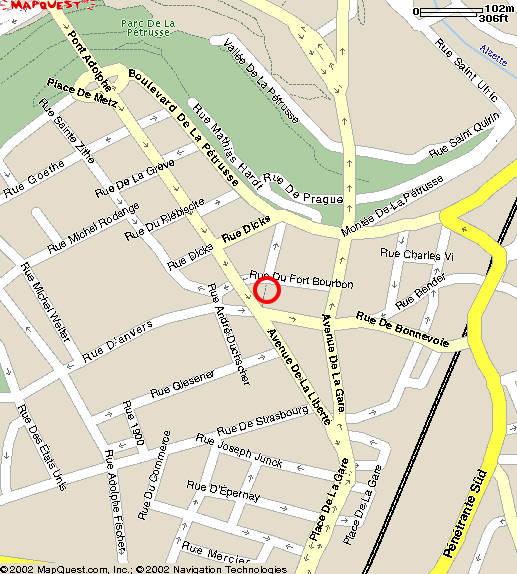 MAPQUEST
0 102m
306ft
Parc De La
Pétrusse
Pont Adolphe
Vallée De La Pétrusse
Rue Saint Ulric
Alzette
Place De Metz
Boulevard De La Pétrusse
Rue Mathias Hardt
Rue Saint Quirin
Rue Sainte Zithe
Rue Goethe
Rue De La Grève
Rue De Prague
Montée De La Pétrusse
Rue Michel Rodange
Rue Du Plébiscite
Rue Dicks
Rue Dicks
Rue Charles Vi
Rue Du Fort Bourbon
Rue Bender
Rue Michel Welter
Rue André Duchscher
Rue De Bonnevoie
Rue D'anvers
Avenue De La Liberte
Avenue De La Gare
Rue Glesener
Rue De Strasbourg
Rue Des États Unis
Rue 1900
Rue Joseph Junck
Rue Adolphe Fischer
Rue Du Commerce
Rue D'Épernay
Place De La Gare
Place De La Gare
Pénétrante Süd
Rue Mercier
©2002 MapQuest.com, Inc.; ©2002 Navigation Technologies